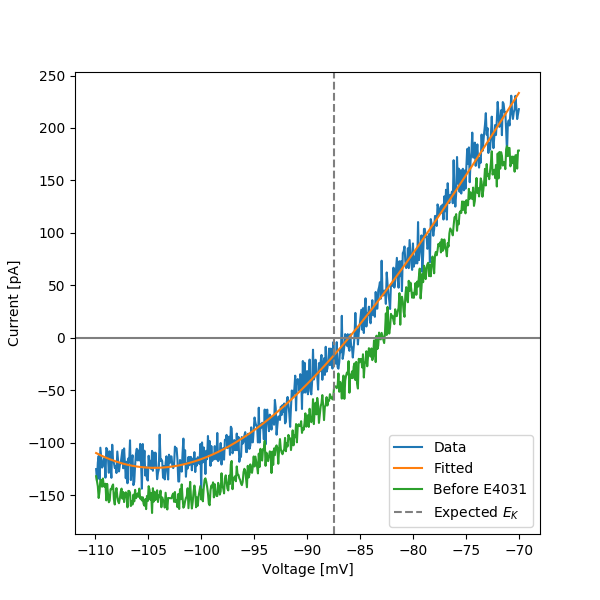 250
200
150
100
50
0
−50
−100
−150
Current [pA]
−110 −105 −100 −95 −90 −85 −80 −75 −70
Voltage [mV]
Data
Fitted
Before E4031
Expected E_K